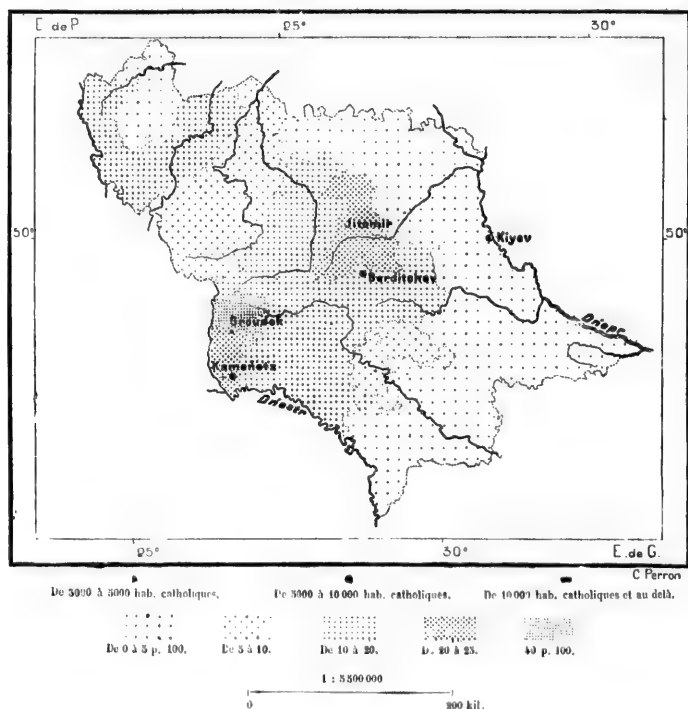 E. de P. 25° 30°
50° 50°
Jitomir
Kiyev
Berditchev
Groudek
Dniepr
Kamenetz
Dniestr
25° 30° E. de G.
C Perron
De 3000 à 5000 hab. catholiques, De 5000 à 10 000 hab. catholiques, De 10 000 hab. catholiques et au delà.
De 0 à 5 p. 100. De 5 à 10. De 10 à 20. De 20 à 25. 40 p. 100.
1 : 5 500 000
0 200 kil.